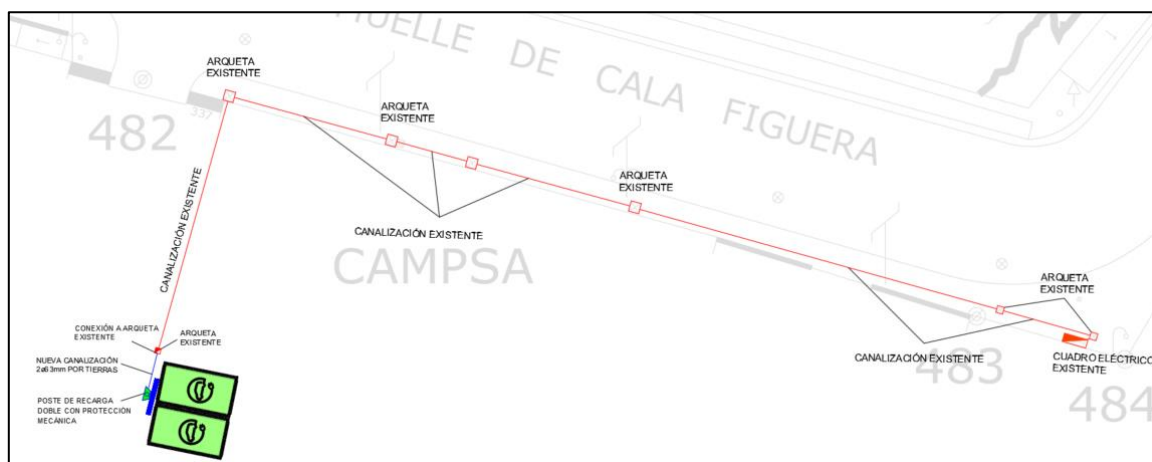 MUELLE DE CALA FIGUERA
ARQUETA
EXISTENTE
482
337
ARQUETA
EXISTENTE
ARQUETA
EXISTENTE
CANALIZACIÓN EXISTENTE
CANALIZACIÓN EXISTENTE
CAMPSA
ARQUETA
EXISTENTE
CONEXIÓN A ARQUETA
EXISTENTE
ARQUETA
EXISTENTE
NUEVA CANALIZACIÓN
2ø63mm POR TIERRAS
POSTE DE RECARGA
DOBLE CON PROTECCIÓN
MECÁNICA
CANALIZACIÓN EXISTENTE
483
CUADRO ELÉCTRICO
EXISTENTE
484